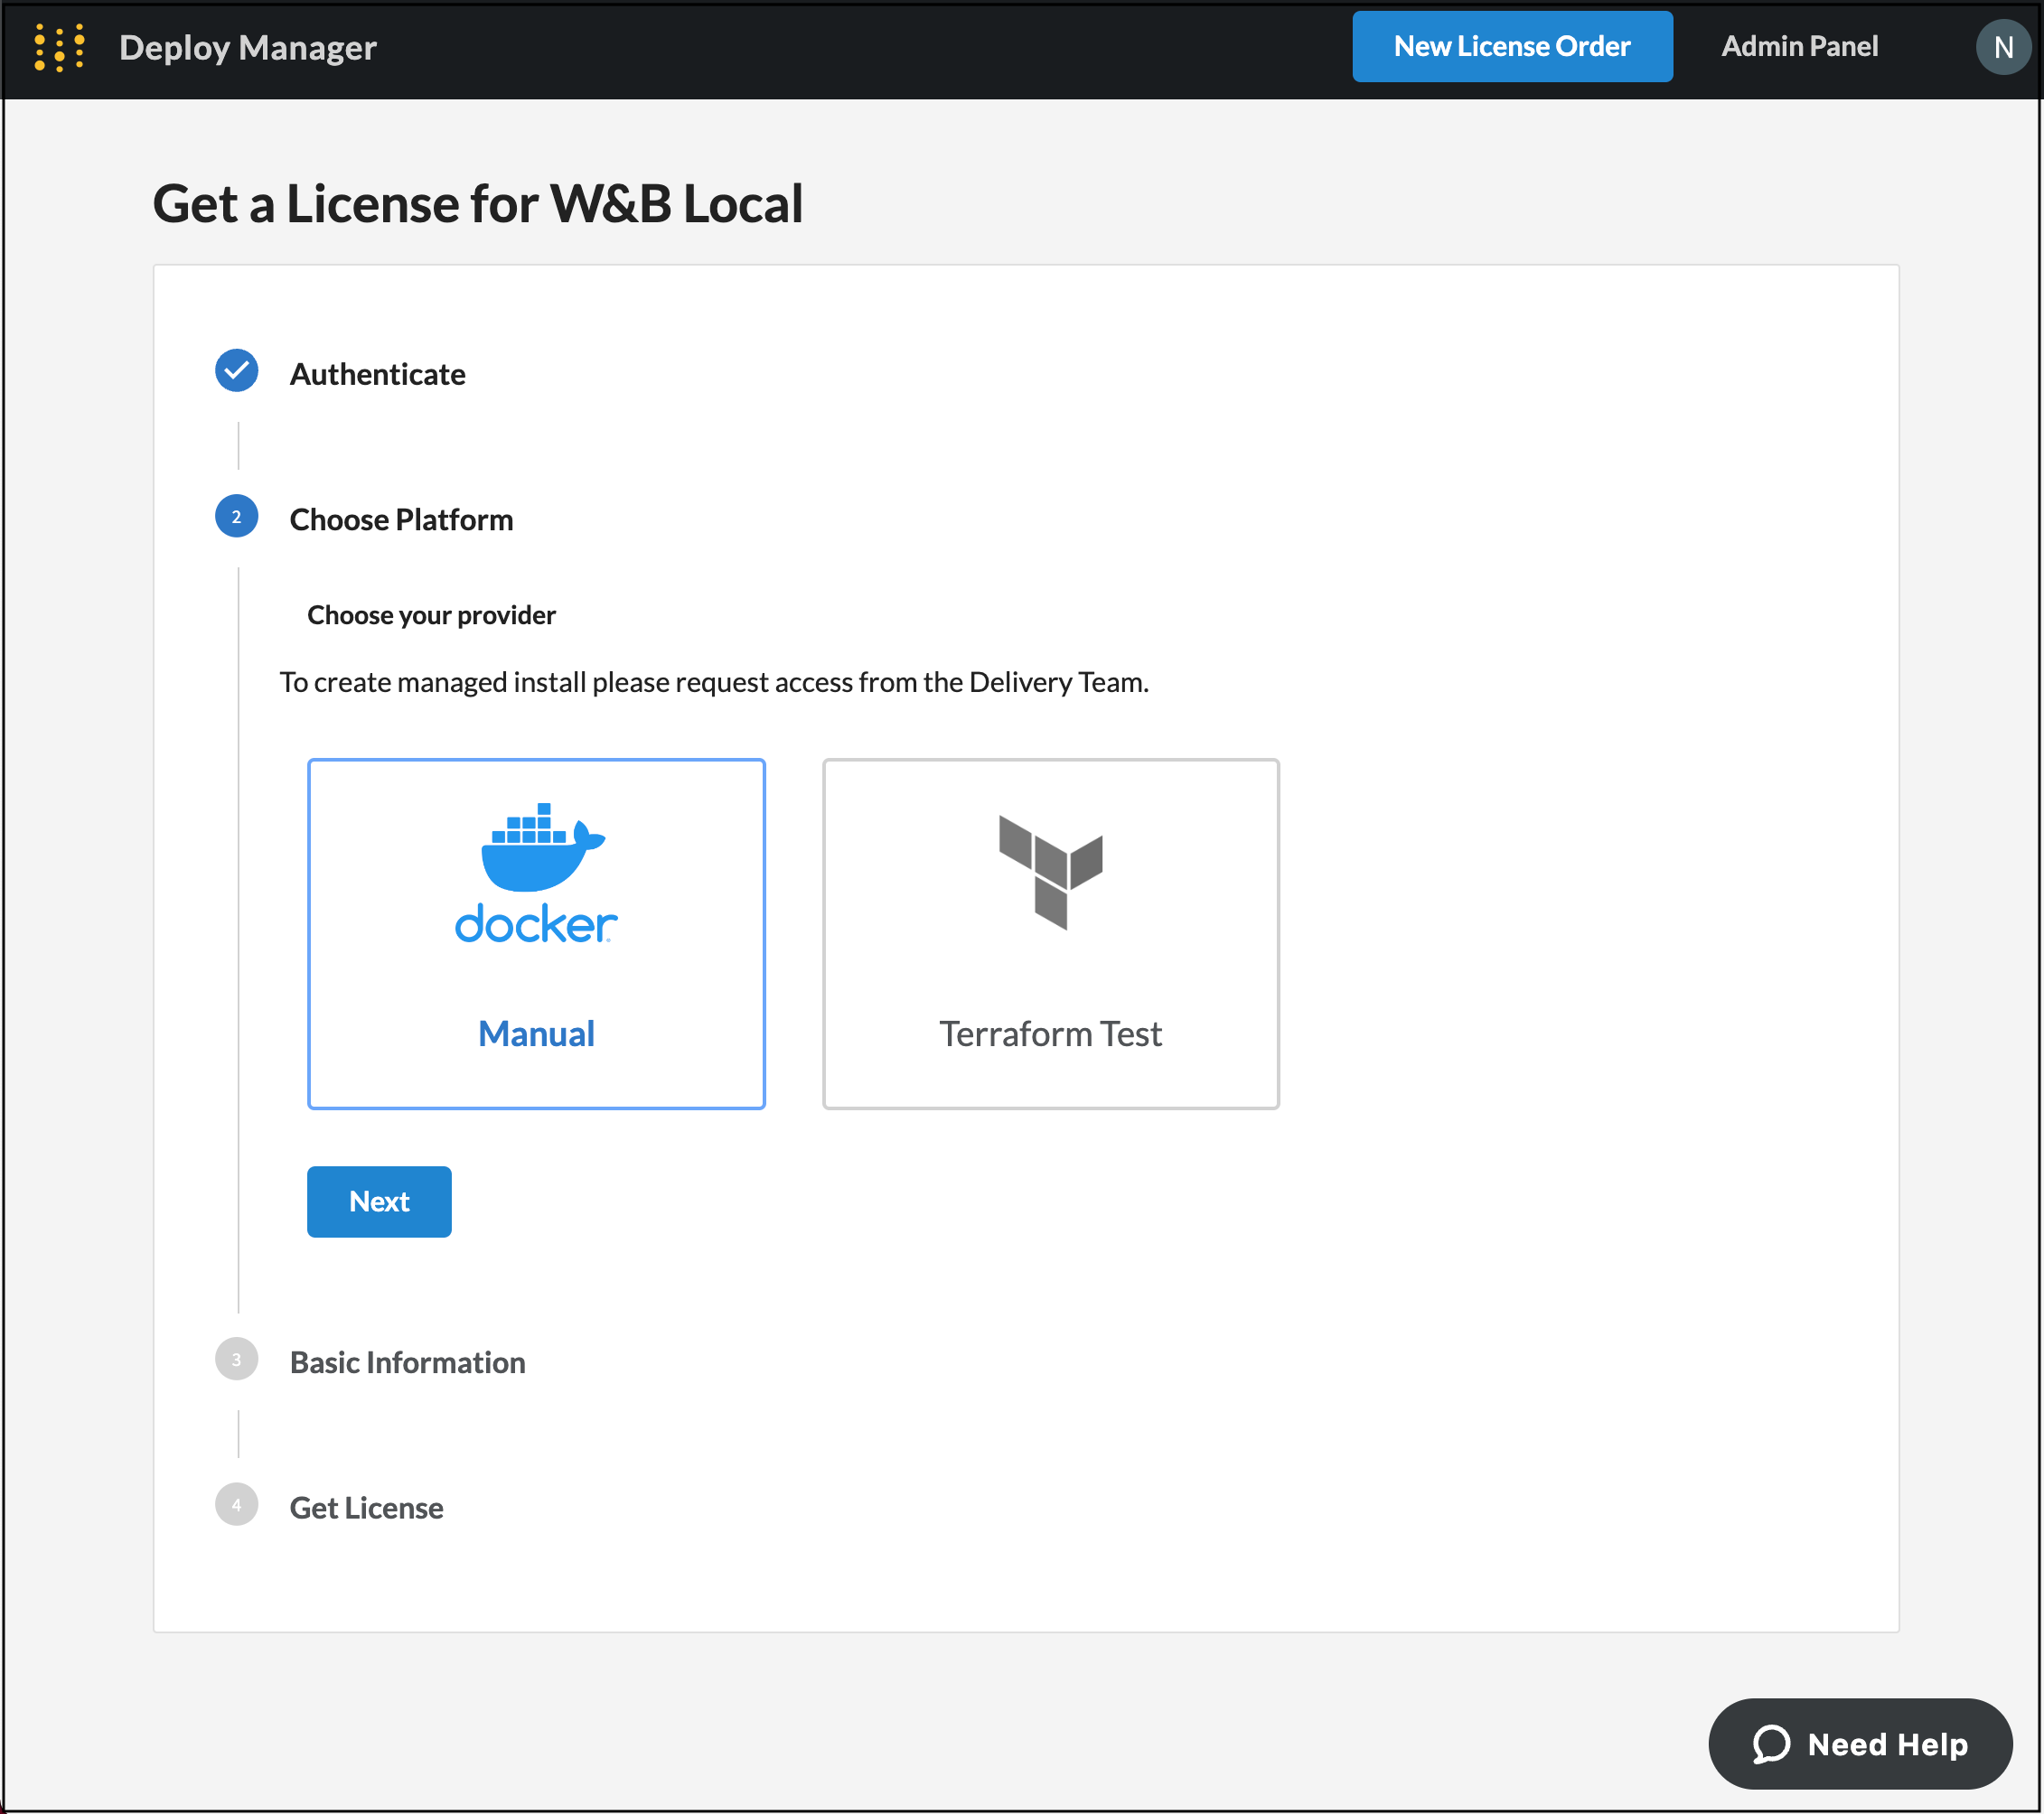 Deploy Manager
New License Order
Admin Panel
N
Get a License for W&B Local
Authenticate
2
Choose Platform
Choose your provider
To create managed install please request access from the Delivery Team.
docker
Manual
Terraform Test
Next
3
Basic Information
4
Get License
Need Help